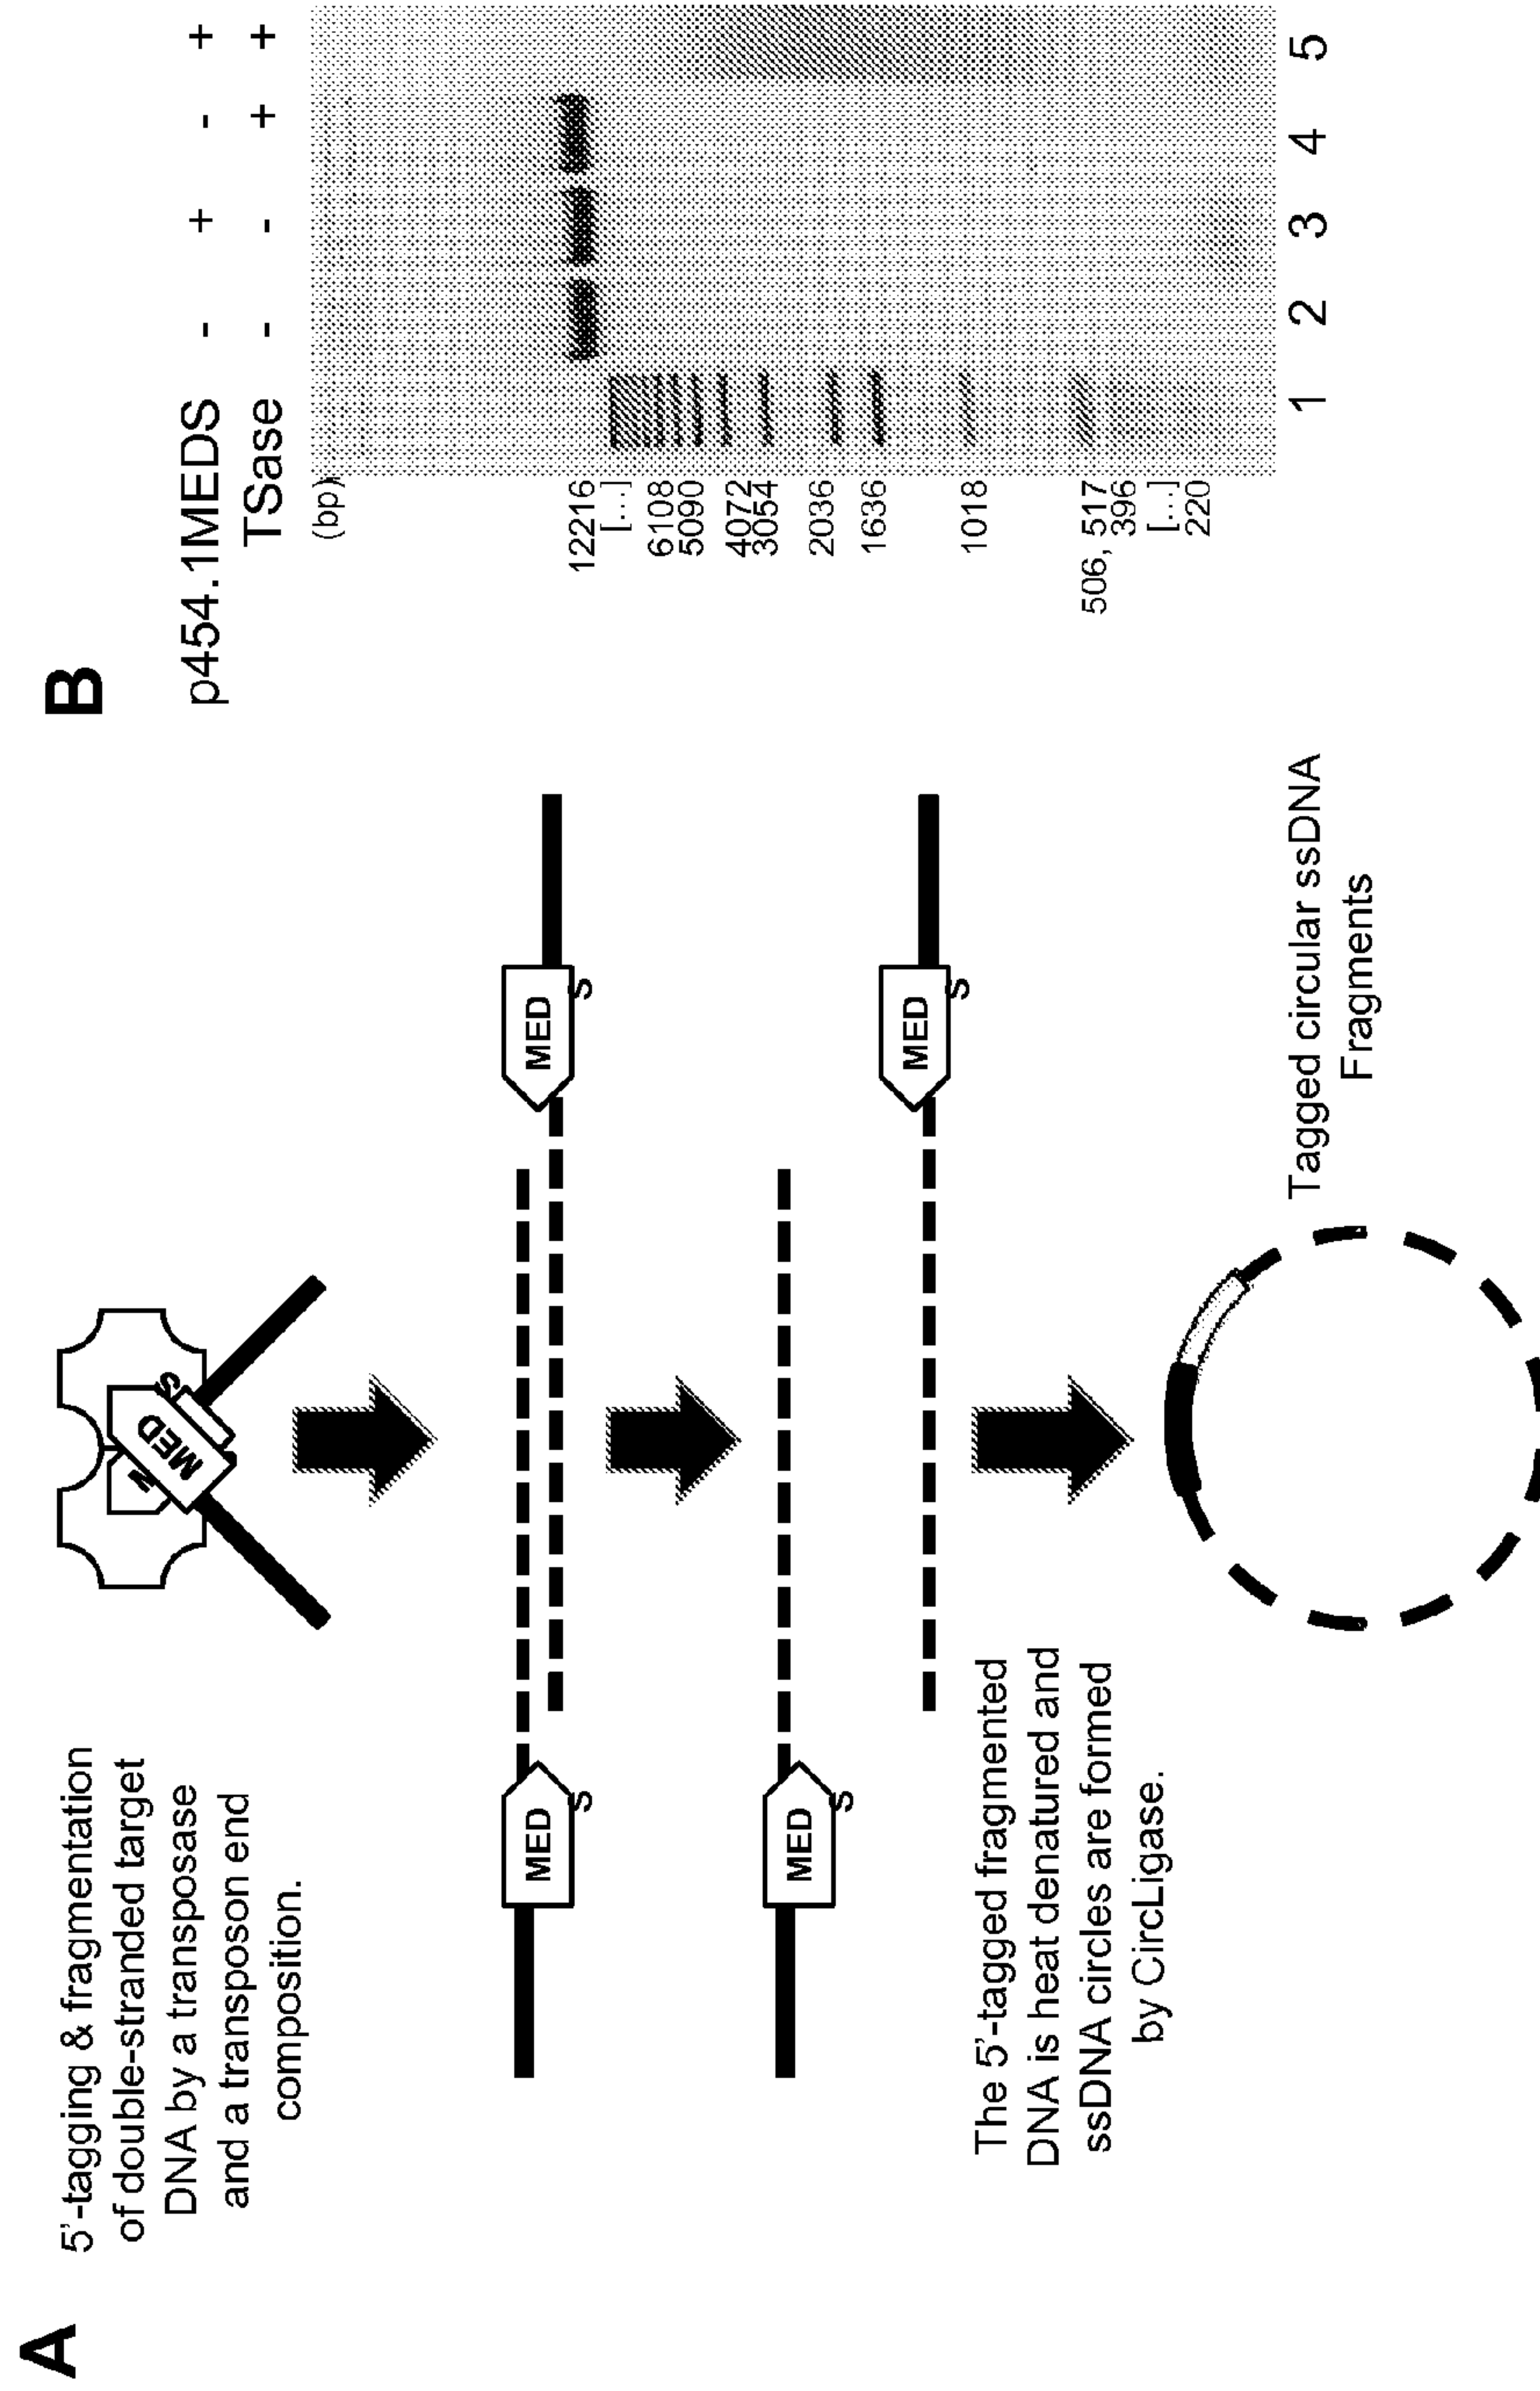 A
5'-tagging & fragmentation
of double-stranded target
DNA by a transposase
and a transposon end
composition.
MED
S
N
MED
S
MED
S
MED
S
MED
S
The 5'-tagged fragmented
DNA is heat denatured and
ssDNA circles are formed
by CircLigase.
Tagged circular ssDNA
Fragments
B
p454.1MEDS - + - +
TSase - - + +
(bp)
12216
[...]
6108
5090
4072
3054
2036
1636
1018
506, 517
396
[...]
220
1 2 3 4 5